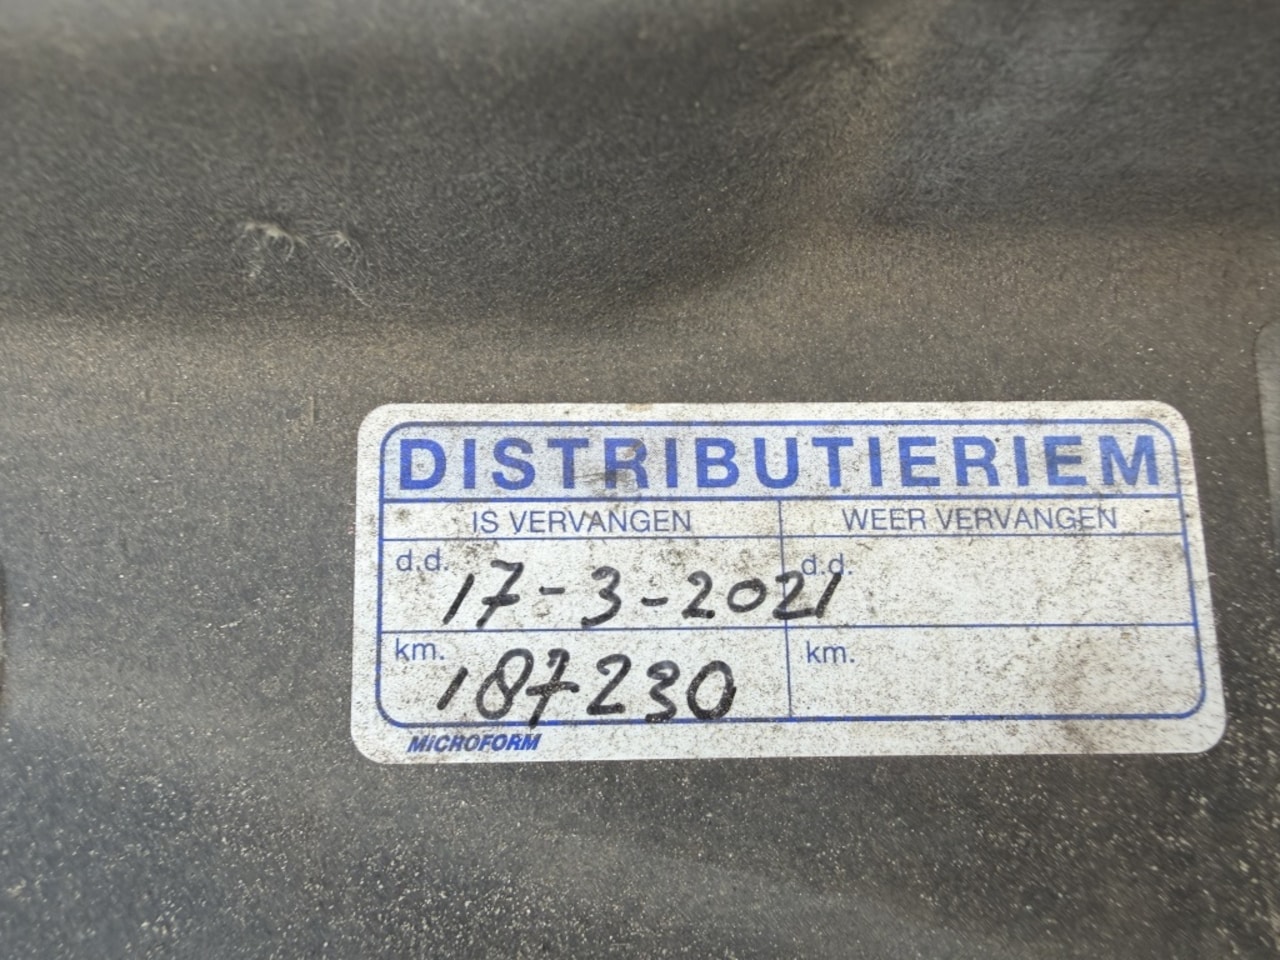 DISTRIBUTIERIEM
IS VERVANGEN WEER VERVANGEN
d.d. 17-3-2021 d.d.
km. 187230 km.
MICROFORM